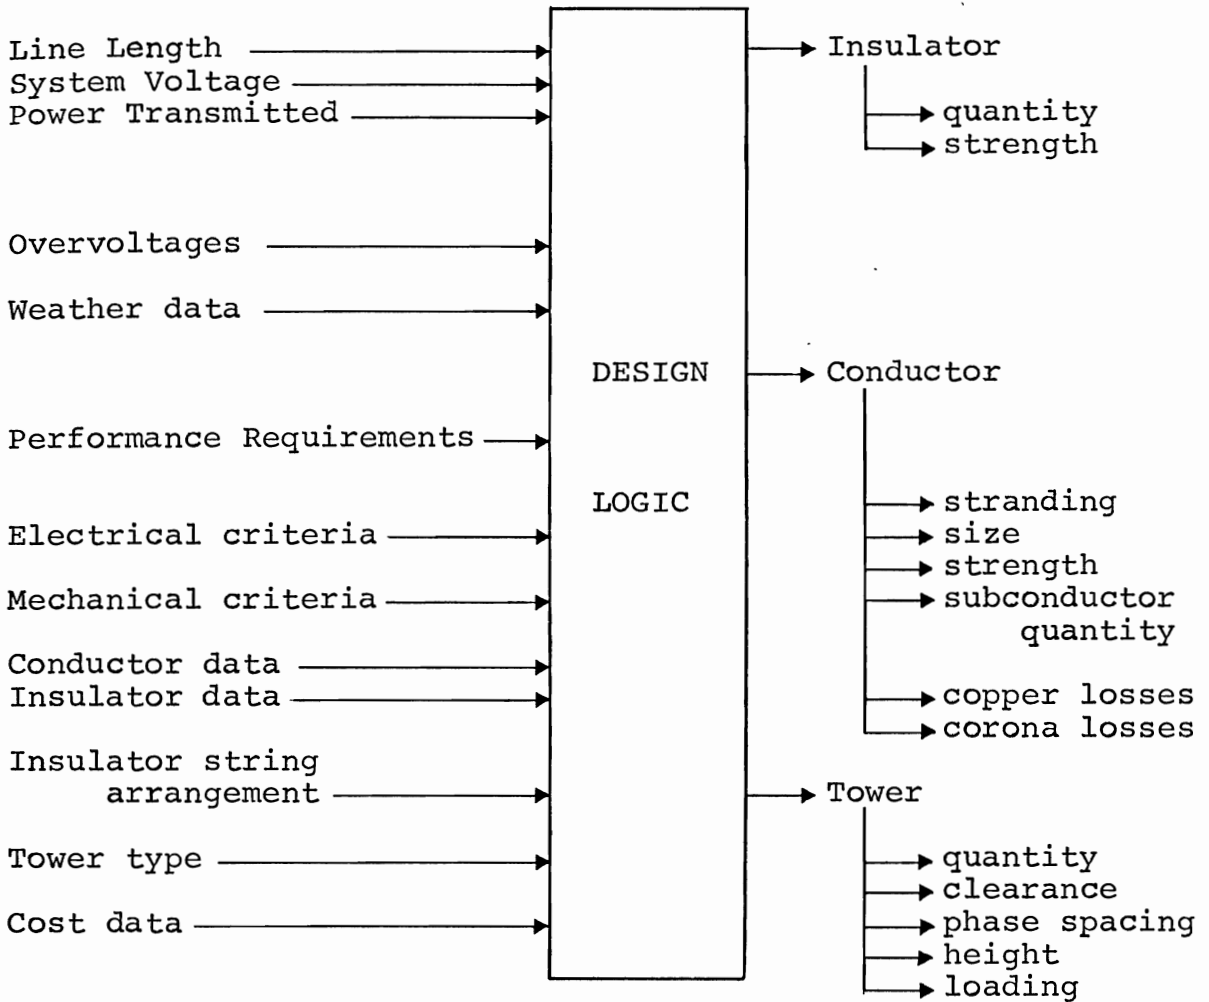 Line Length
System Voltage
Power Transmitted
Overvoltages
Weather data
Performance Requirements
Electrical criteria
Mechanical criteria
Conductor data
Insulator data
Insulator string
arrangement
Tower type
Cost data
DESIGN
LOGIC
Insulator
quantity
strength
Conductor
stranding
size
strength
subconductor
quantity
copper losses
corona losses
Tower
quantity
clearance
phase spacing
height
loading